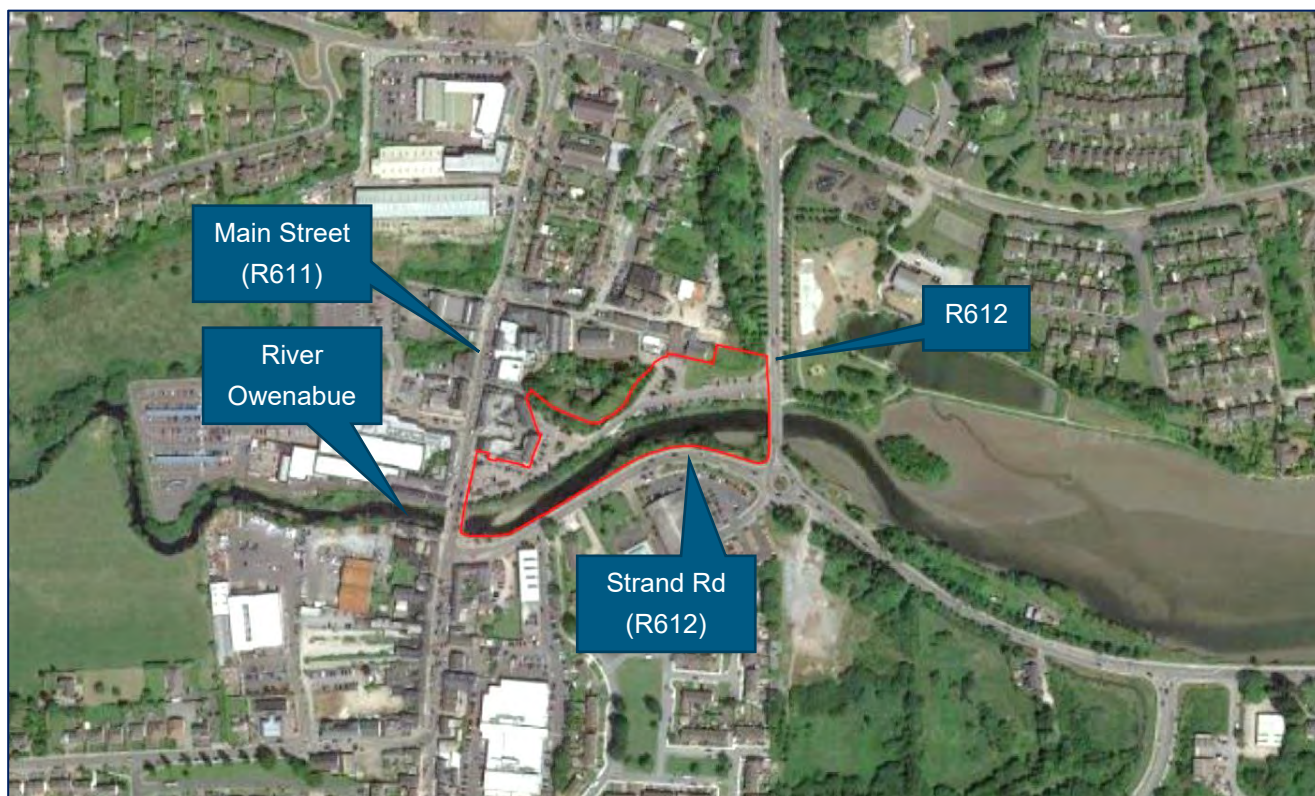 Main Street
(R611)
River
Owenabue
R612
Strand Rd
(R612)